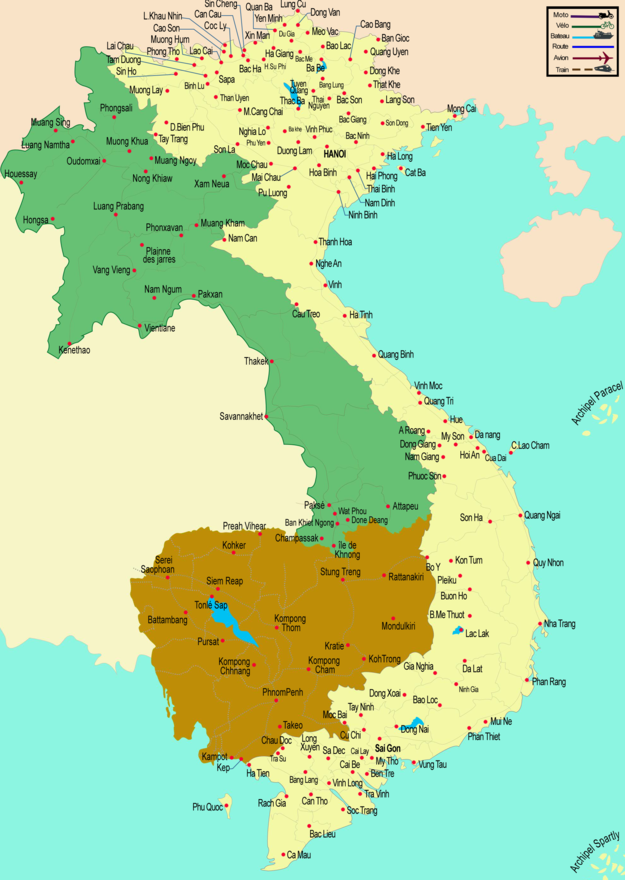 Sin Cheng
Quan Ba
Lung Cu
L.Khau Nhin
Can Cau
Yen Minh
Dong Van
Cao Son
Coc Ly
Xin Man
Du Gia
Meo Vac
Cao Bang
Moto
Vélo
Bateau
Route
Avion
Train
Muong Hum
Lai Chau
Phong Tho
Lao Cai
Ha Giang
Bac Me
Bao Lac
Ban Gioc
Quang Uyen
Tam Duong
Bac Ha
H.Su Phi
Ba Be
Dong Khe
Sin Ho
Sapa
Binh Lu
Tuyen
Quang
Bang Lung
That Khe
Muong Lay
Than Uyen
Thac Ba
Thai
Nguyen
Bac Son
Lang Son
Phongsali
M.Cang Chai
Bac Giang
Mong Cai
Muang Sing
D.Bien Phu
Nghia Lo
Ba khe
Vinh Phuc
Son Dong
Tien Yen
Luang Namtha
Muong Khua
Tay Trang
Son La
Phu Yen
Duong Lam
Bac Ninh
HANOI
Oudomxai
Muang Ngoy
Moc Chau
Ha Long
Houessay
Nong Khiaw
Xam Neua
Mai Chau
Hoa Binh
Hai Phong
Cat Ba
Pu Luong
Thai Binh
Nam Dinh
Ninh Binh
Luang Prabang
Hongsa
Muang Kham
Phonxavan
Nam Can
Thanh Hoa
Plainne
des jarres
Vang Vieng
Nghe An
Nam Ngum
Pakxan
Vinh
Cau Treo
Ha Tinh
Vientiane
Kenethao
Quang Binh
Thakek
Vinh Moc
Quang Tri
Archipel Paracel
Savannakhet
Hue
A Roang
My Son
Da nang
Dong Giang
C.Lao Cham
Hoi An
Cua Dai
Nam Giang
Phuoc Son
Paksé
Wat Phou
Attapeu
Quang Ngai
Son Ha
Ban Khiet Ngong
Done Deang
Preah Vihear
Champassak
Ile de
Khnong
Kohker
Serei
Saophoan
Bo Y
Kon Tum
Quy Nhon
Siem Reap
Stung Treng
Rattanakiri
Pleiku
Buon Ho
Tonle Sap
Battambang
Kompong
Thom
Mondulkiri
B.Me Thuot
Nha Trang
Lac Lak
Pursat
Kratie
Kompong
Chhnang
Kompong
Cham
KohTrong
Gia Nghia
Da Lat
Phan Rang
Ninh Gia
PhnomPenh
Dong Xoai
Bao Loc
Tay Ninh
Moc Bai
Mui Ne
Takeo
Cu Chi
Dong Nai
Phan Thiet
Chau Doc
Long
Xuyen
Sai Gon
Kampot
Tra Su
Sa Dec
Cai Lay
My Tho
Vung Tau
Kep
Ha Tien
Cai Be
Ben Tre
Bang Lang
Vinh Long
Phu Quoc
Rach Gia
Can Tho
Tra Vinh
Soc Trang
Bac Lieu
Ca Mau
Archipel Spartly